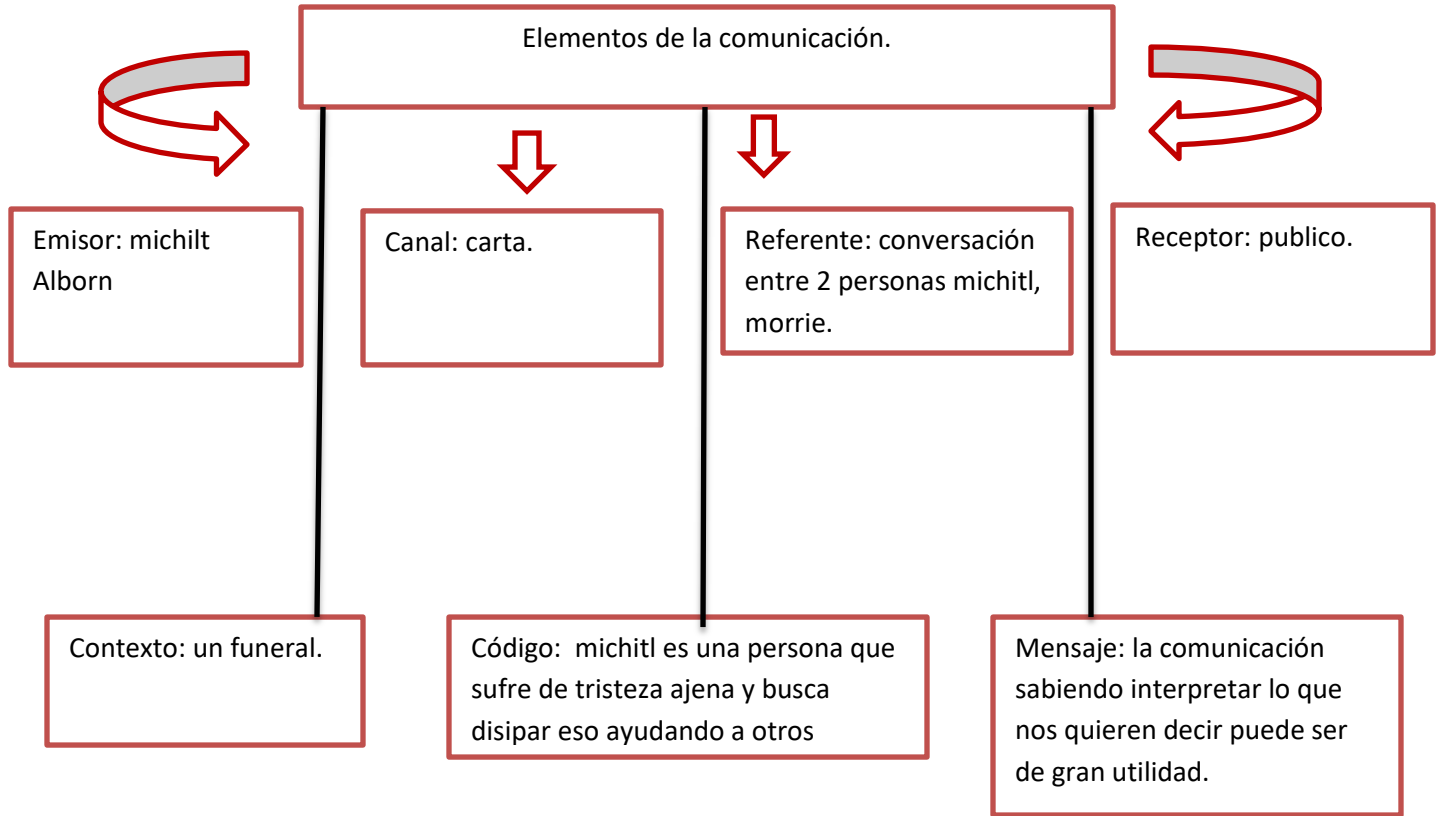 Elementos de la comunicación.
Emisor: michilt
Alborn
Canal: carta.
Referente: conversación
entre 2 personas michitl,
morrie.
Receptor: publico.
Contexto: un funeral.
Código:  michitl es una persona que
sufre de tristeza ajena y busca
disipar eso ayudando a otros
Mensaje: la comunicación
sabiendo interpretar lo que
nos quieren decir puede ser
de gran utilidad.